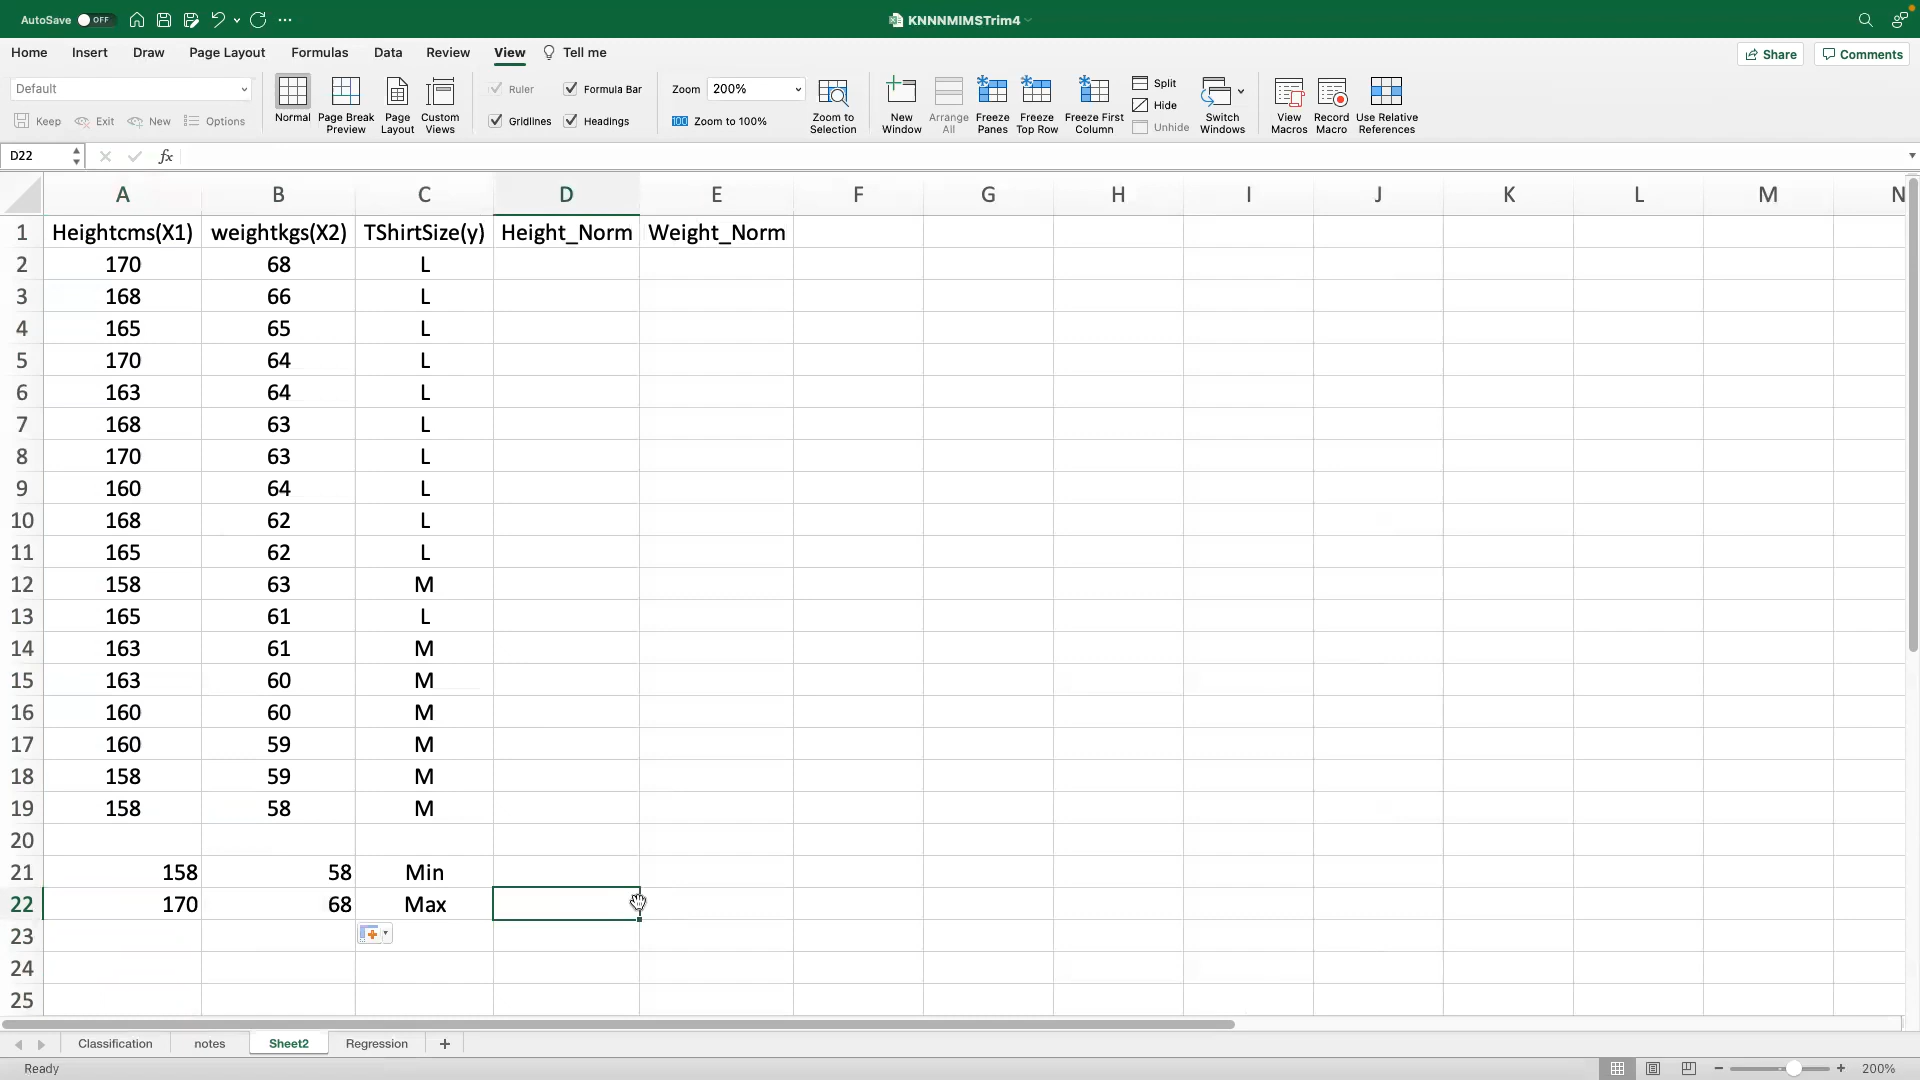 AutoSave OFF KNNNMIMSTrim4
Home Insert Draw Page Layout Formulas Data Review View Tell me Share Comments
Default Ruler Formula Bar Zoom 200% Split
Keep Exit New Options Normal Page Break Preview Page Layout Custom Views Gridlines Headings 100 Zoom to 100% Zoom to Selection New Window Arrange All Freeze Panes Freeze Top Row Freeze First Column Hide Unhide Switch Windows View Macros Record Macro Use Relative References
D22 fx
A B C D E F G H I J K L M N
1 Heightcms(X1) weightkgs(X2) TShirtSize(y) Height_Norm Weight_Norm
2 170 68 L
3 168 66 L
4 165 65 L
5 170 64 L
6 163 64 L
7 168 63 L
8 170 63 L
9 160 64 L
10 168 62 L
11 165 62 L
12 158 63 M
13 165 61 L
14 163 61 M
15 163 60 M
16 160 60 M
17 160 59 M
18 158 59 M
19 158 58 M
20
21 158 58 Min
22 170 68 Max
23
24
25
Classification notes Sheet2 Regression
Ready 200%